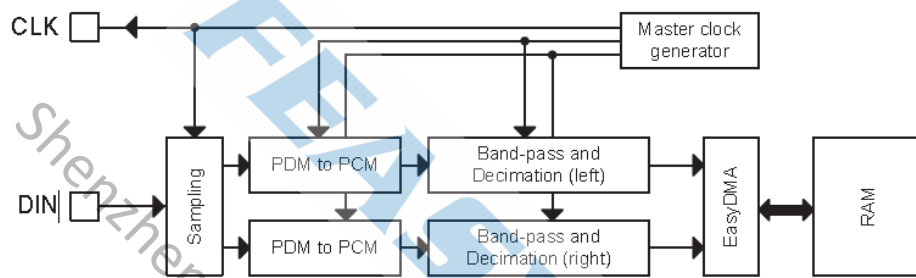 CLK
Master clock
generator
Sampling
PDM to PCM
Band-pass and
Decimation (left)
EasyDMA
RAM
DIN
PDM to PCM
Band-pass and
Decimation (right)
Shenzhen
FEAS